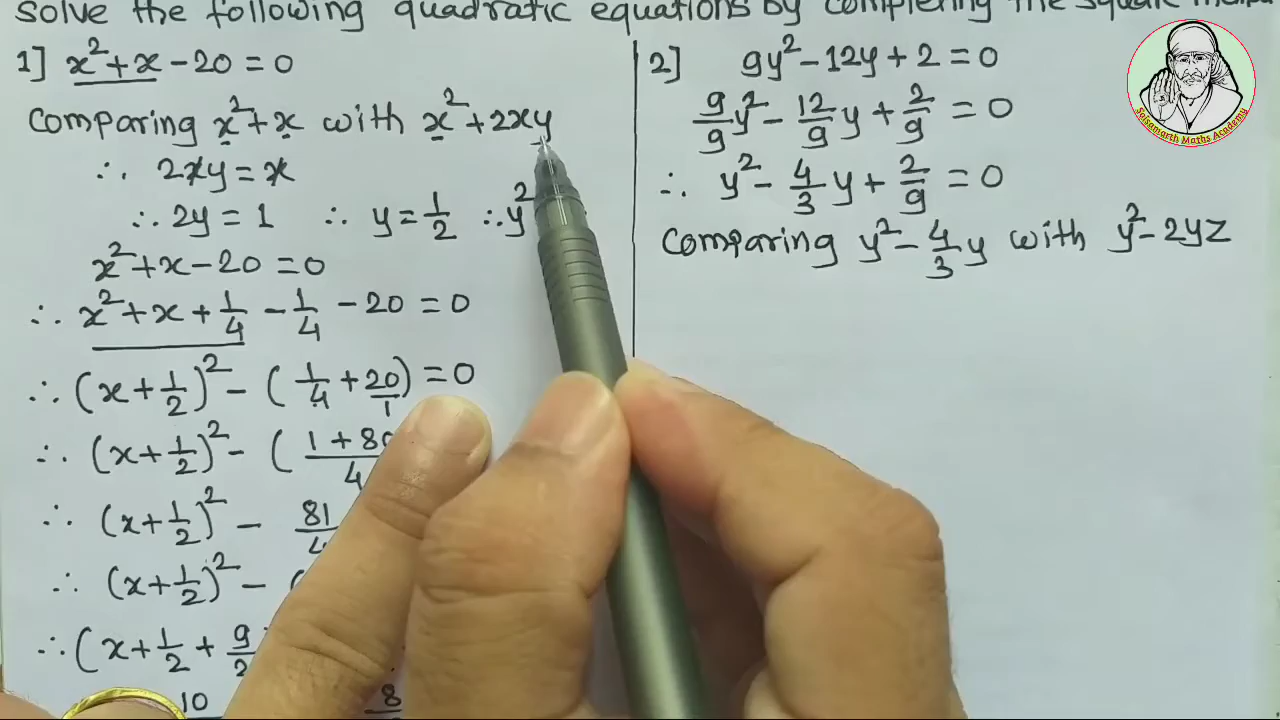 Solve the following quadratic equations by completing the square
1] x² + x - 20 = 0
Comparing x² + x with x² + 2xy
∴ 2xy = x
∴ 2y = 1 ∴ y = 1/2 ∴ y²
x² + x - 20 = 0
∴ x² + x + 1/4 - 1/4 - 20 = 0
∴ (x + 1/2)² - (1/4 + 20/1) = 0
∴ (x + 1/2)² - (1 + 80/4
∴ (x + 1/2)² - 81/4
∴ (x + 1/2)² - (
∴ (x + 1/2 + 9/2
10 8
2] 9y² - 12y + 2 = 0
9/9 y² - 12/9 y + 2/9 = 0
∴ y² - 4/3 y + 2/9 = 0
Comparing y² - 4/3 y with y² - 2yz
Saisamarth Maths Academy